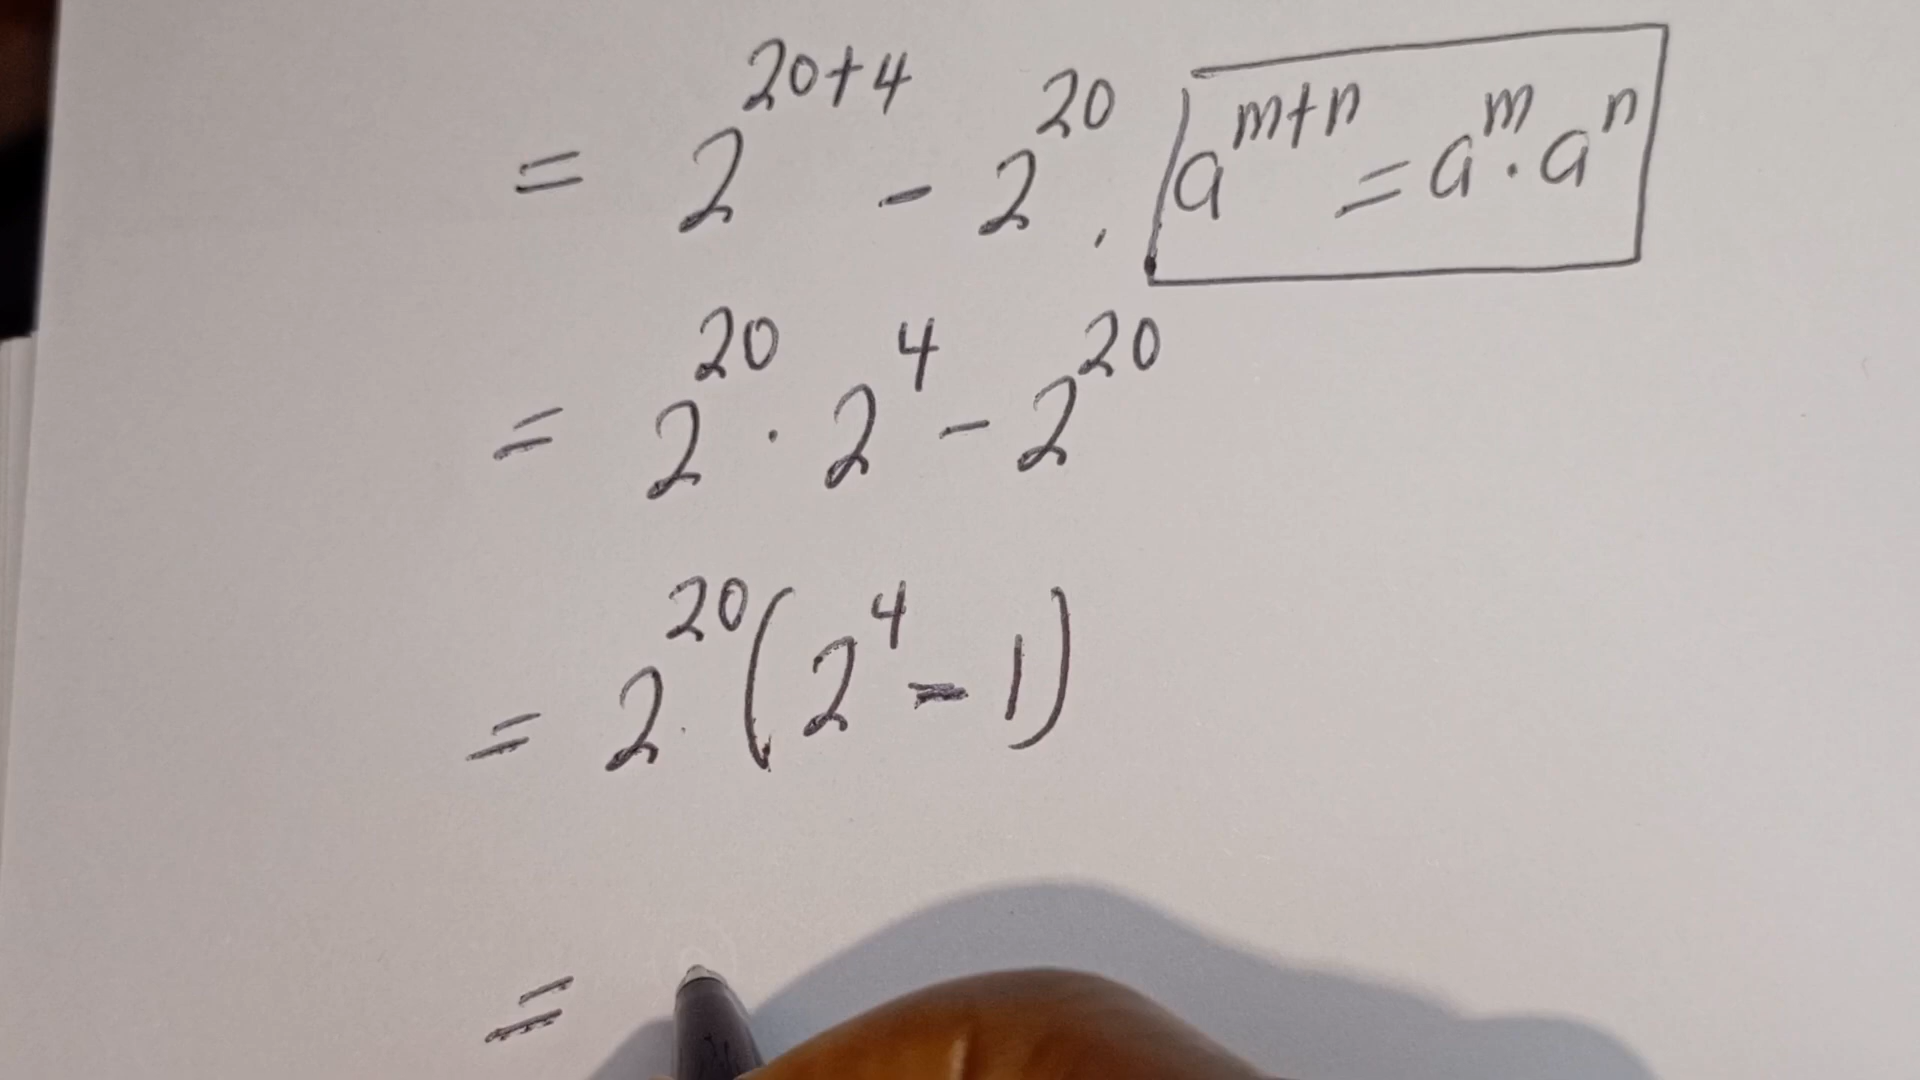 = 2^{20+4} - 2^{20}, a^{m+n} = a^m · a^n
= 2^{20} · 2^4 - 2^{20}
= 2^{20}(2^4 - 1)
=